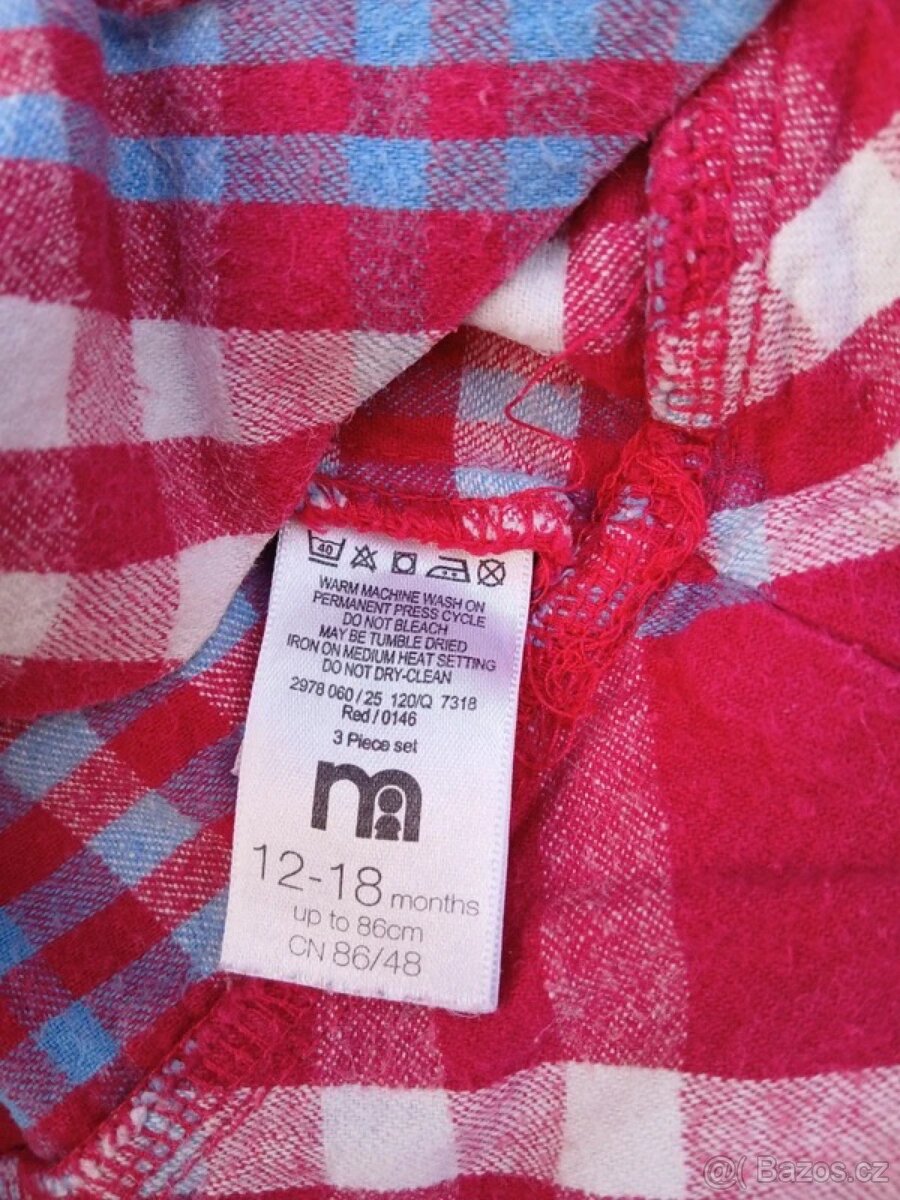 40
WARM MACHINE WASH ON
PERMANENT PRESS CYCLE
DO NOT BLEACH
MAY BE TUMBLE DRIED
IRON ON MEDIUM HEAT SETTING
DO NOT DRY-CLEAN
2978 060 / 25 120/Q 7318
Red / 0146
3 Piece set
m
12-18 months
up to 86cm
CN 86/48
@( Bazos.cz